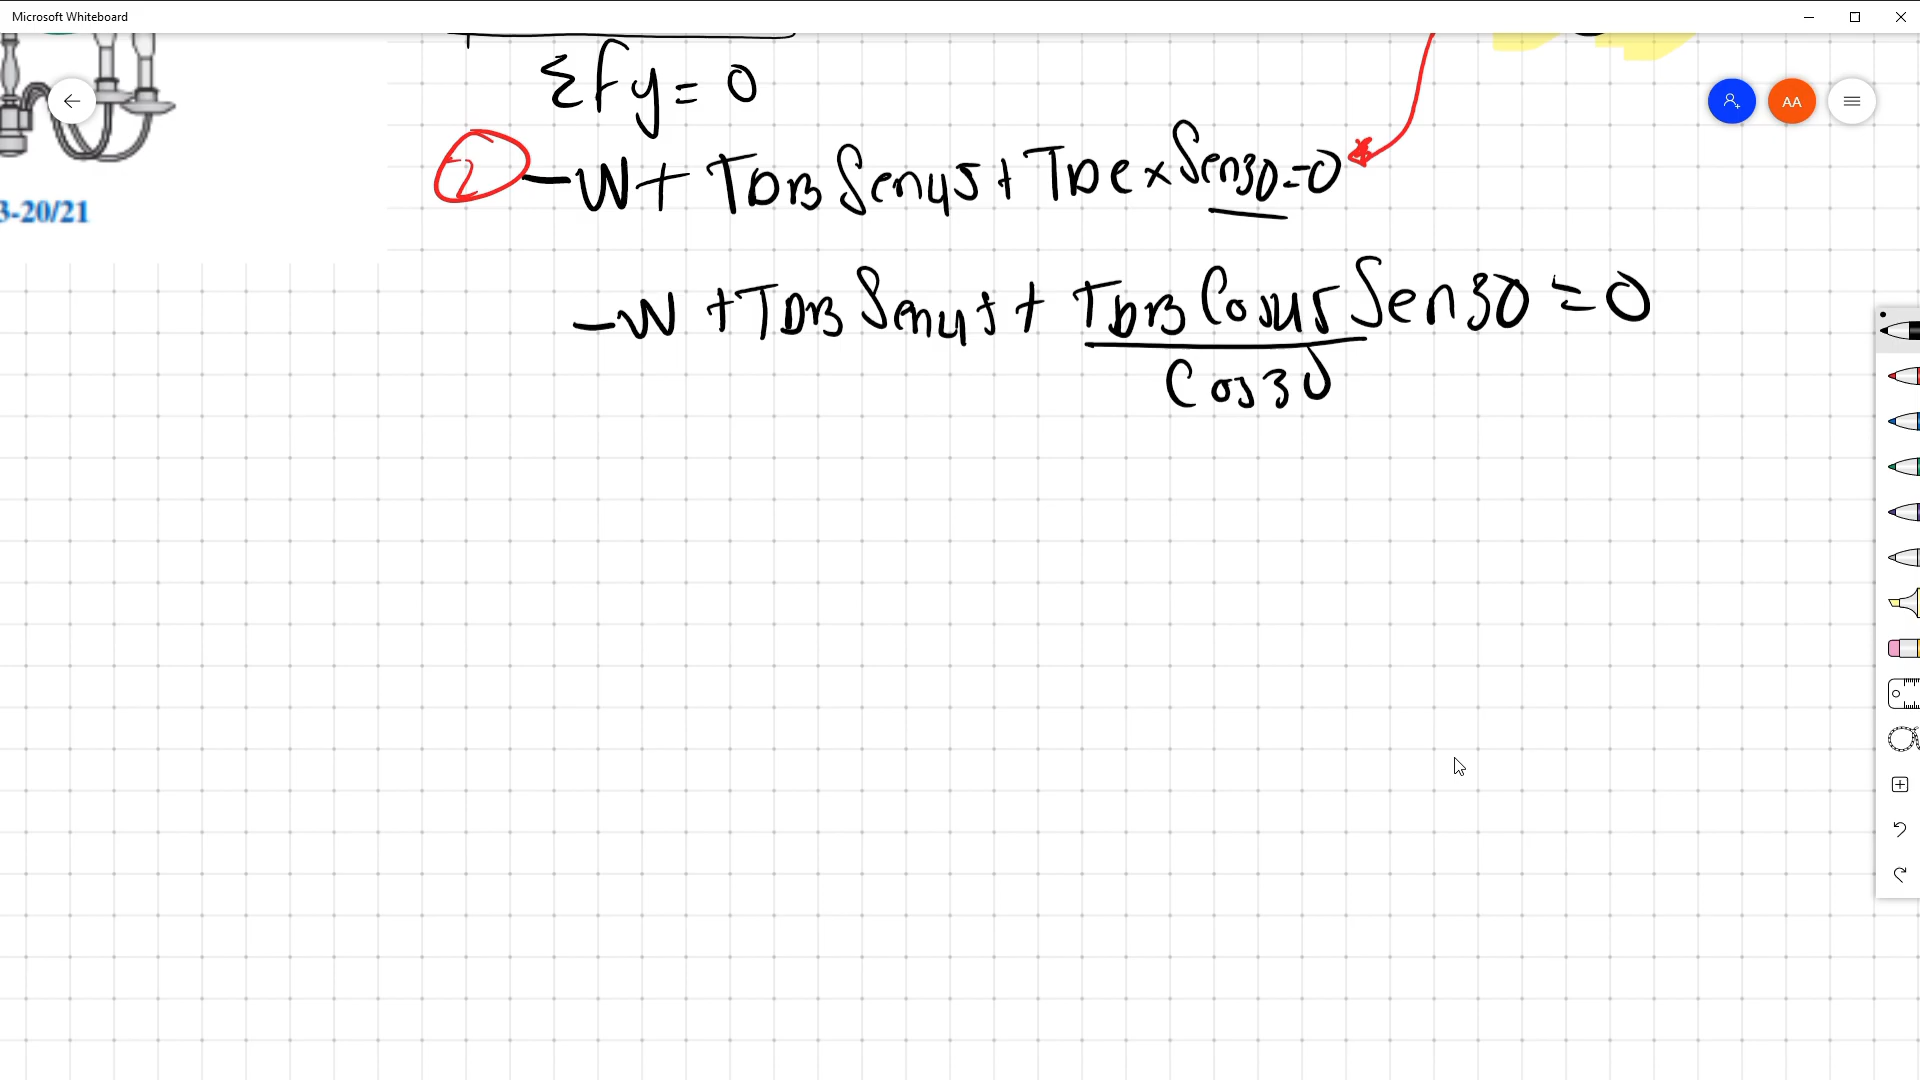 Microsoft Whiteboard
ΣFy = 0
AA
2 -W + TDB Sen45 + TDC × Sen30 = 0
3-20/21
-W + TDB Sen45 + TDB Cos45 Sen30 = 0
Cos30